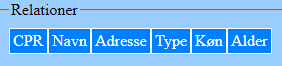 Relationer
CPR Navn Adresse Type Køn Alder